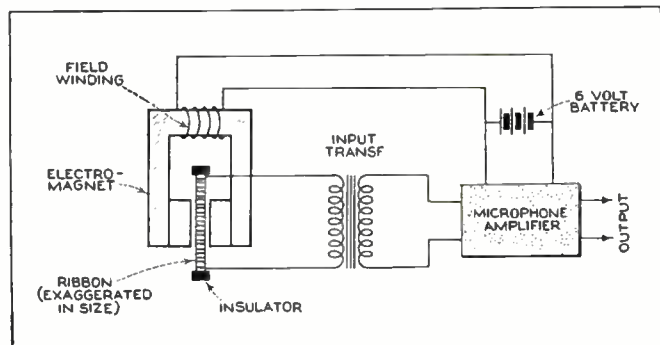 FIELD
WINDING
6 VOLT
BATTERY
INPUT
TRANSF
ELECTRO-
MAGNET
MICROPHONE
AMPLIFIER
OUTPUT
RIBBON
(EXAGGERATED
IN SIZE)
INSULATOR